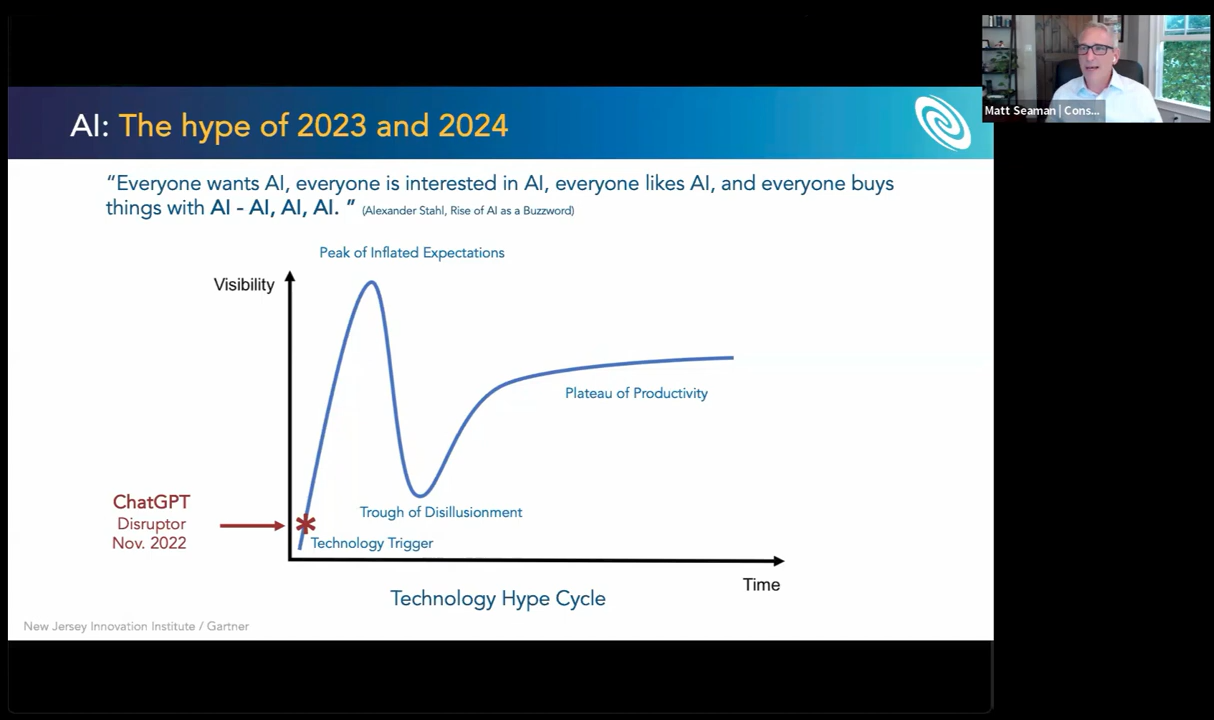 AI: The hype of 2023 and 2024
Matt Seaman | Cons...
“Everyone wants AI, everyone is interested in AI, everyone likes AI, and everyone buys
things with AI - AI, AI, AI. ” (Alexander Stahl, Rise of AI as a Buzzword)
Peak of Inflated Expectations
Visibility
Plateau of Productivity
ChatGPT
Disruptor
Nov. 2022
Trough of Disillusionment
*
Technology Trigger
Time
Technology Hype Cycle
New Jersey Innovation Institute / Gartner